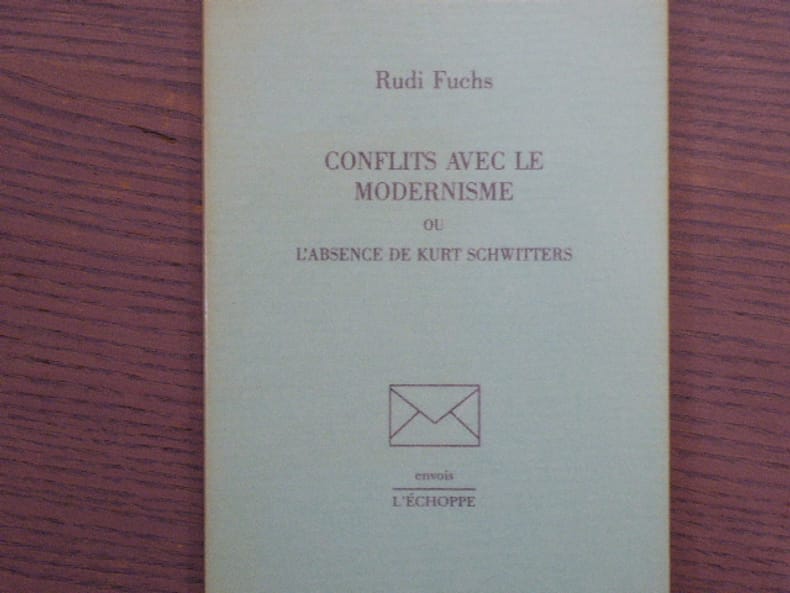 Rudi Fuchs
CONFLITS AVEC LE
MODERNISME
OU
L'ABSENCE DE KURT SCHWITTERS
envois
L'ÉCHOPPE